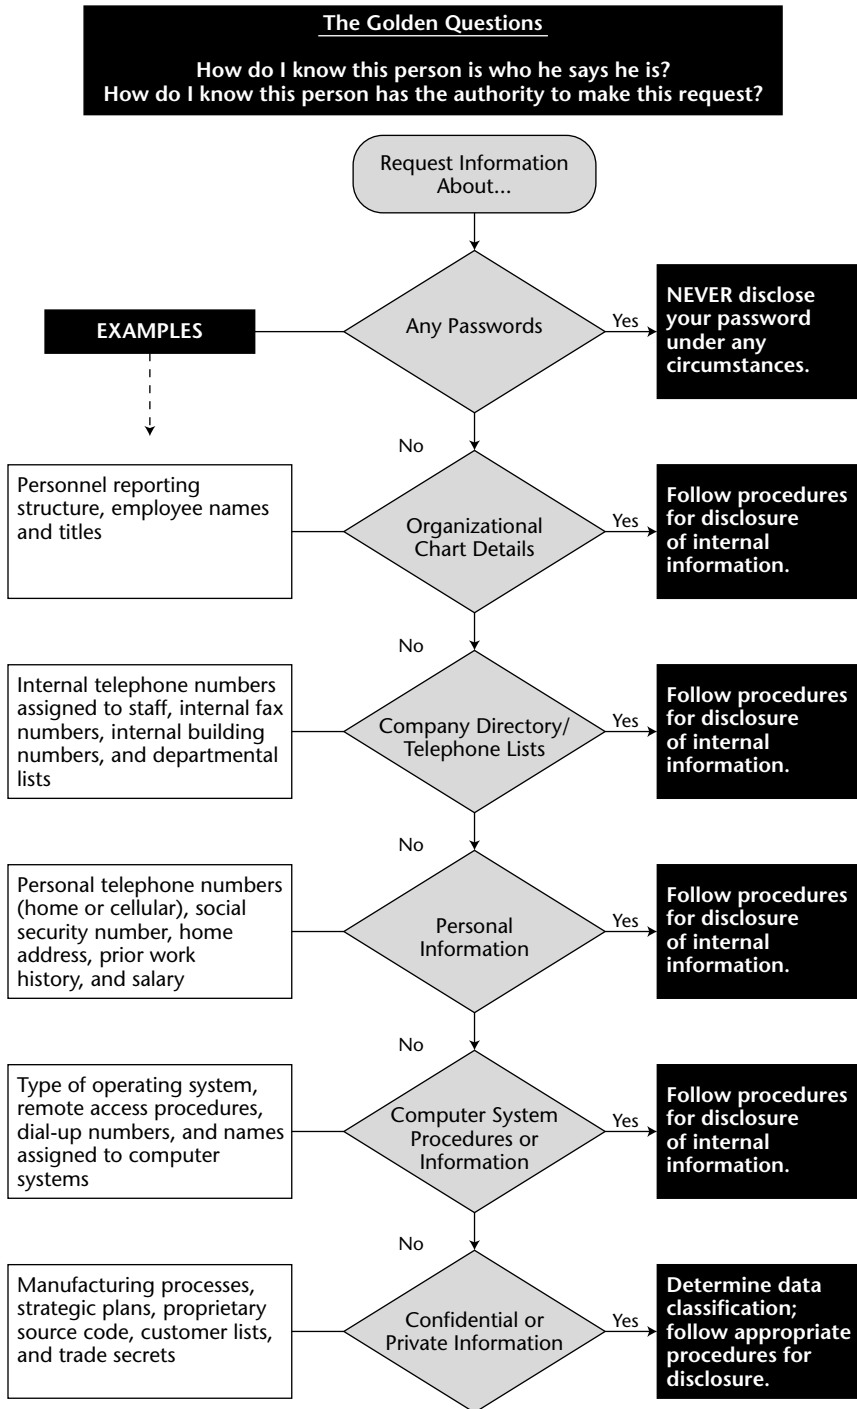 The Golden Questions
How do I know this person is who he says he is?
How do I know this person has the authority to make this request?
Request Information
About...
EXAMPLES
Any Passwords
Yes
NEVER disclose
your password
under any
circumstances.
No
Personnel reporting
structure, employee names
and titles
Organizational
Chart Details
Yes
Follow procedures
for disclosure
of internal
information.
No
Internal telephone numbers
assigned to staff, internal fax
numbers, internal building
numbers, and departmental
lists
Company Directory/
Telephone Lists
Yes
Follow procedures
for disclosure
of internal
information.
No
Personal telephone numbers
(home or cellular), social
security number, home
address, prior work
history, and salary
Personal
Information
Yes
Follow procedures
for disclosure
of internal
information.
No
Type of operating system,
remote access procedures,
dial-up numbers, and names
assigned to computer
systems
Computer System
Procedures or
Information
Yes
Follow procedures
for disclosure
of internal
information.
No
Manufacturing processes,
strategic plans, proprietary
source code, customer lists,
and trade secrets
Confidential or
Private Information
Yes
Determine data
classification;
follow appropriate
procedures for
disclosure.